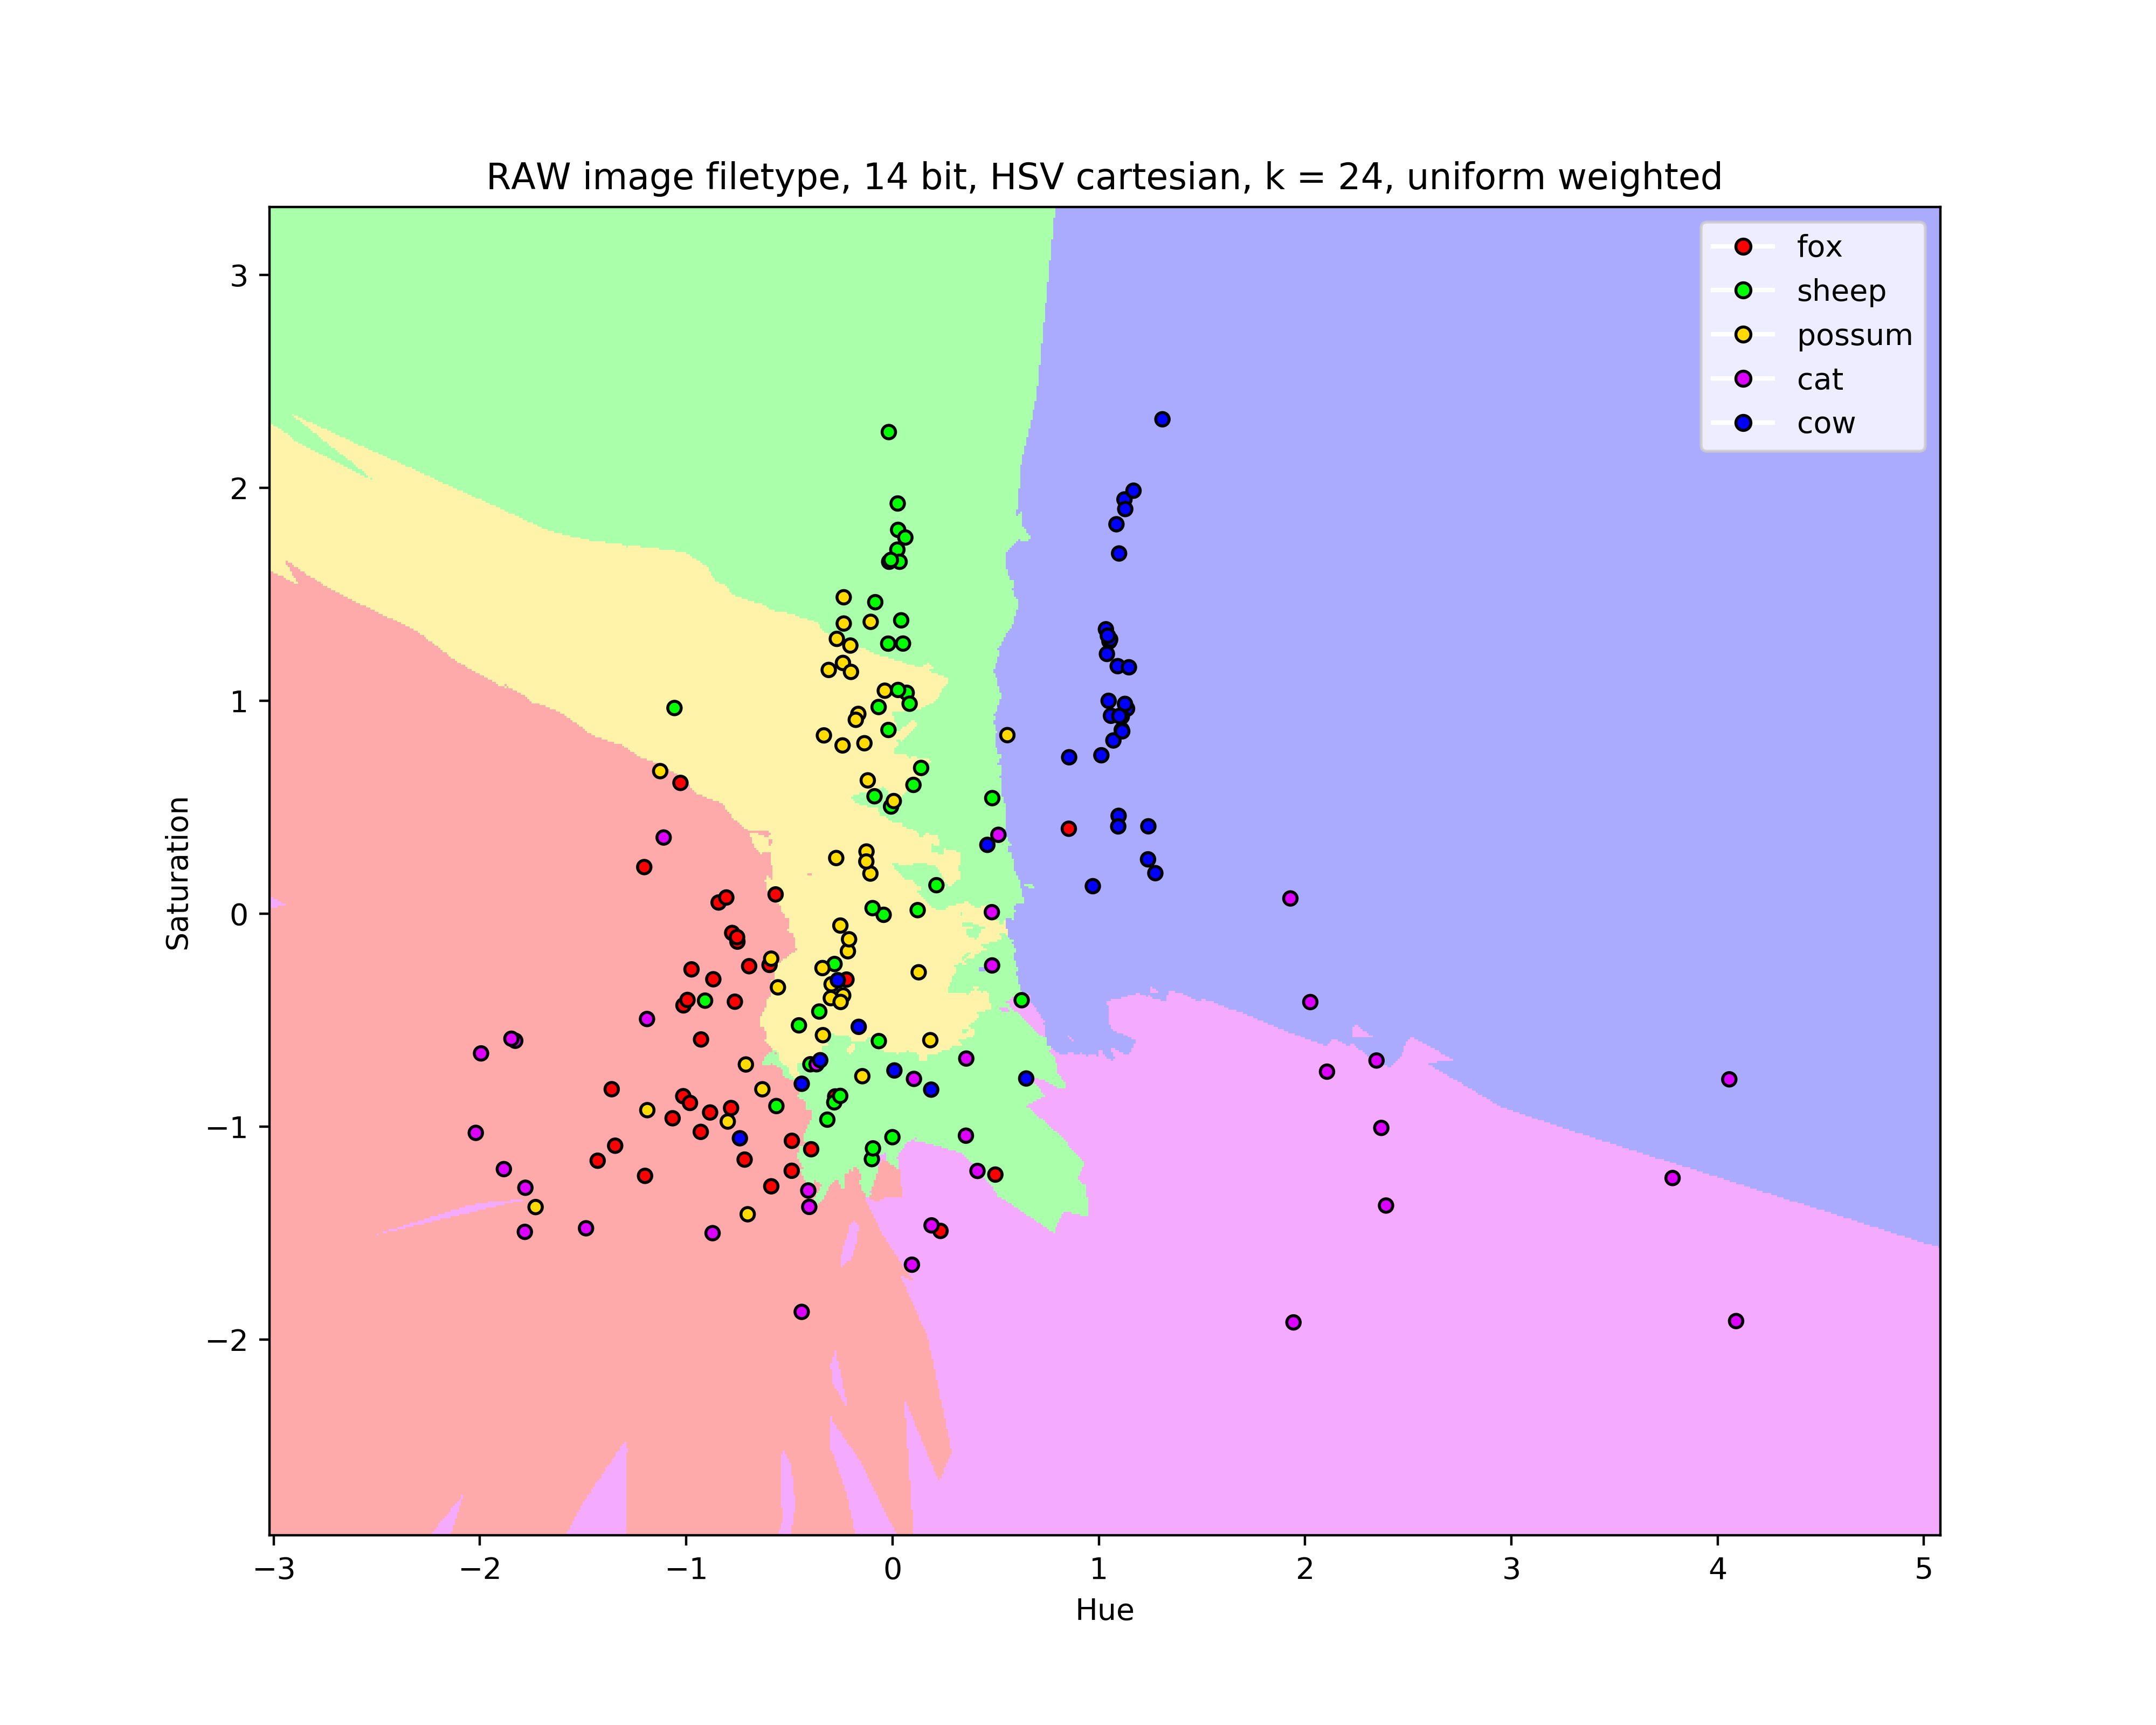 RAW image filetype, 14 bit, HSV cartesian, k = 24, uniform weighted
fox
sheep
possum
cat
cow
3
2
1
0
−1
−2
Saturation
−3 −2 −1 0 1 2 3 4 5
Hue